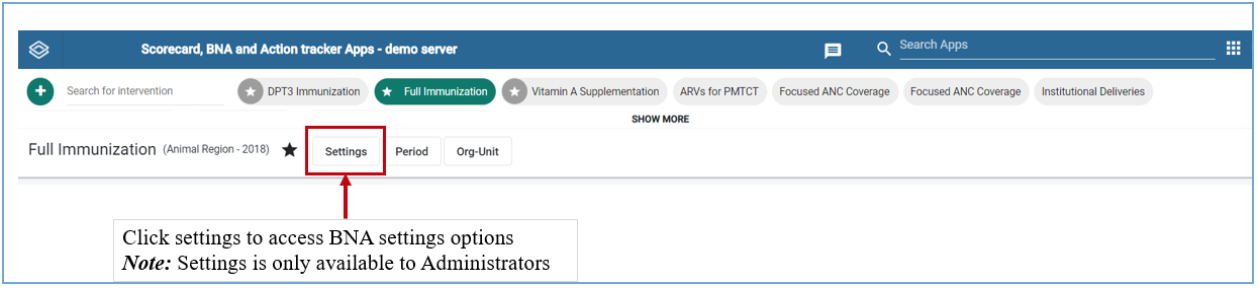 Scorecard, BNA and Action tracker Apps - demo server
Search Apps
Search for intervention
DPT3 Immunization
Full Immunization
Vitamin A Supplementation
ARVs for PMTCT
Focused ANC Coverage
Focused ANC Coverage
Institutional Deliveries
SHOW MORE
Full Immunization (Animal Region - 2018)
Settings
Period
Org-Unit
Click settings to access BNA settings options
Note: Settings is only available to Administrators